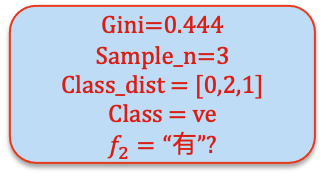 Gini=0.444
Sample_n=3
Class_dist = [0,2,1]
Class = ve
f₂ = “有”?